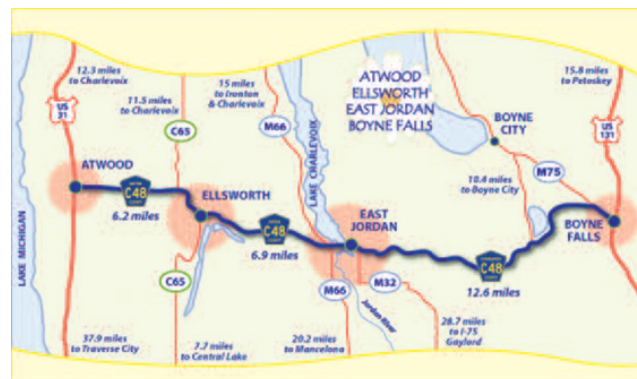 12.3 miles
to Charlevoix
11.5 miles
to Charlevoix
15 miles
to Ironton
& Charlevoix
15.8 miles
to Petoskey
ATWOOD
ELLSWORTH
EAST JORDAN
BOYNE FALLS
US
31
C65
M66
LAKE CHARLEVOIX
BOYNE
CITY
US
131
ATWOOD
C48
6.2 miles
ELLSWORTH
C48
6.9 miles
EAST
JORDAN
10.4 miles
to Boyne City
M75
BOYNE
FALLS
C48
12.6 miles
LAKE MICHIGAN
C65
M66
M32
Jordan River
37.9 miles
to Traverse City
7.7 miles
to Central Lake
20.2 miles
to Mancelona
28.7 miles
to I-75
Gaylord